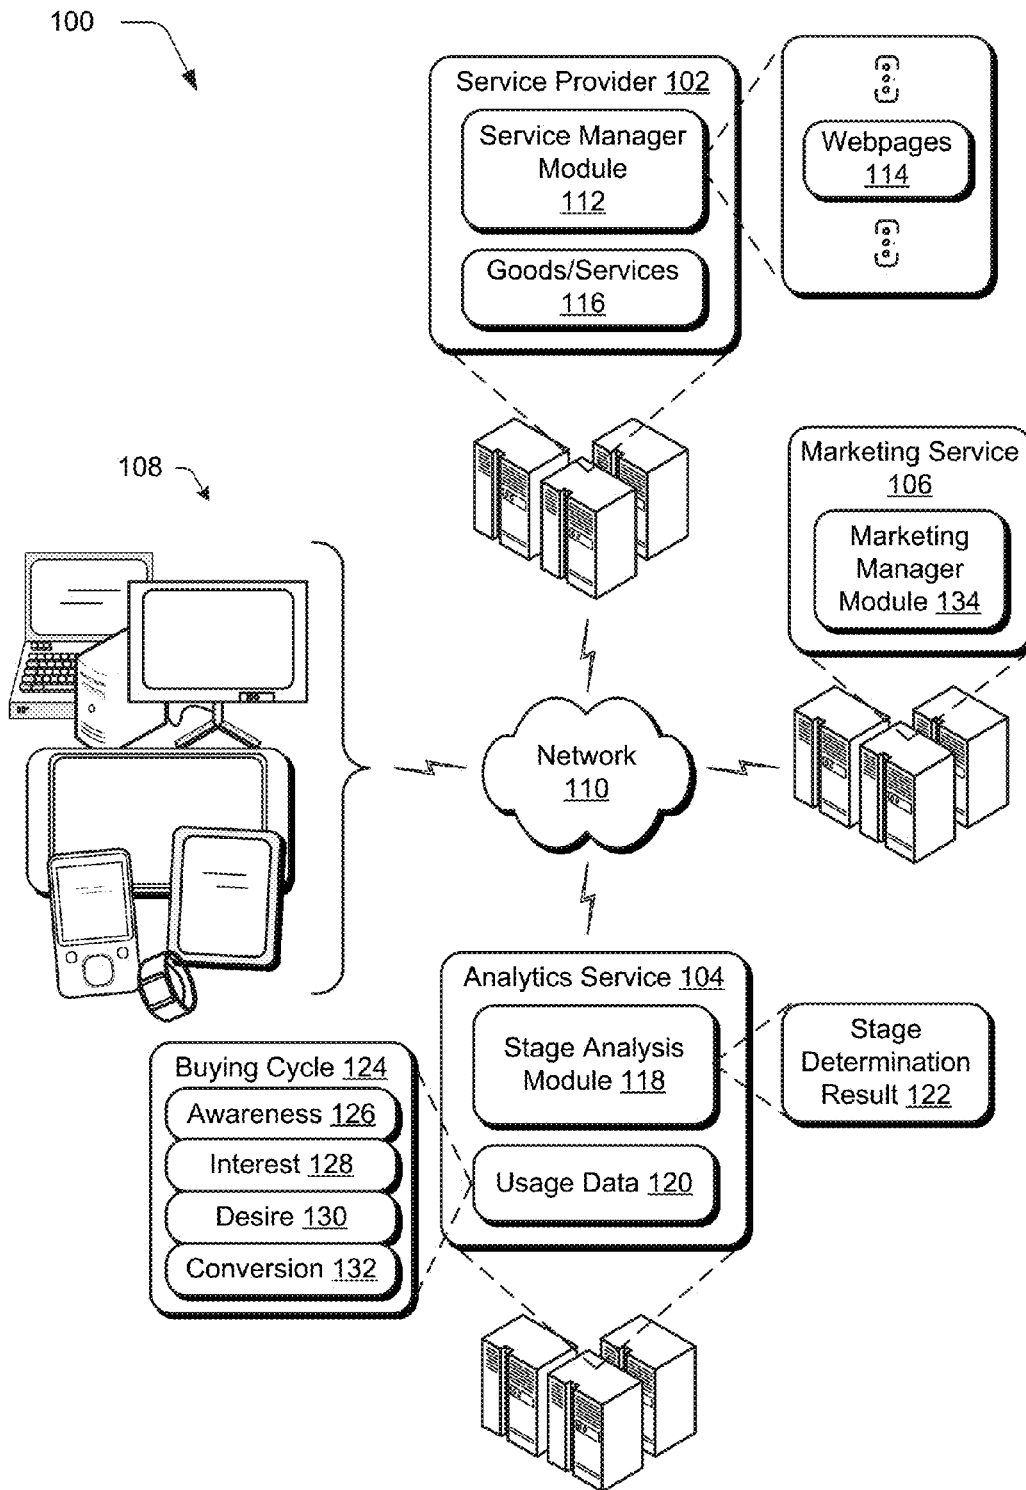 100
Service Provider 102
Service Manager
Module
112
Goods/Services
116
Webpages
114
108
Marketing Service
106
Marketing
Manager
Module 134
Network
110
Analytics Service 104
Stage Analysis
Module 118
Usage Data 120
Stage
Determination
Result 122
Buying Cycle 124
Awareness 126
Interest 128
Desire 130
Conversion 132